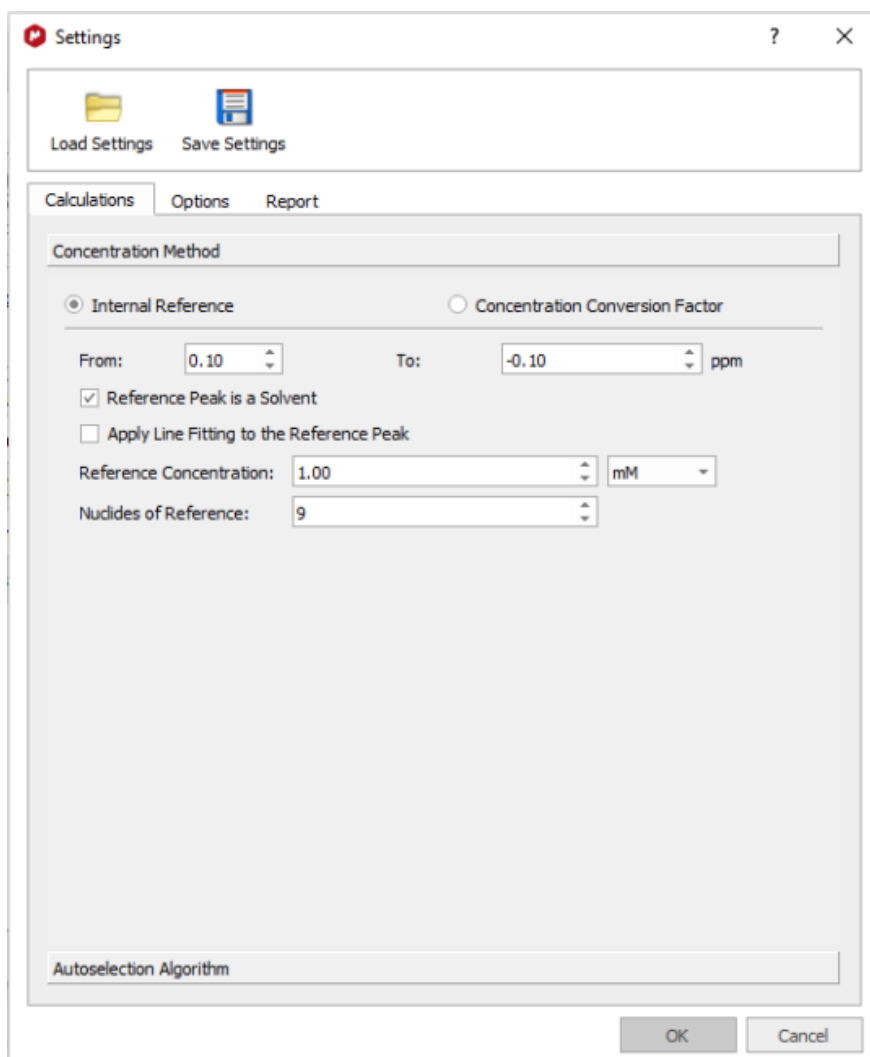 Settings ?
Load Settings Save Settings
Calculations Options Report
Concentration Method
Internal Reference Concentration Conversion Factor
From: 0.10 To: -0.10 ppm
Reference Peak is a Solvent
Apply Line Fitting to the Reference Peak
Reference Concentration: 1.00 mM
Nuclides of Reference: 9
Autoselection Algorithm
OK Cancel